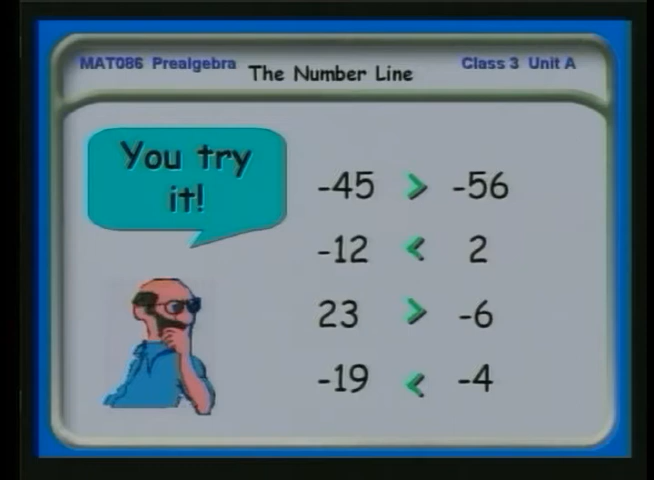 MAT086 Prealgebra The Number Line Class 3 Unit A
You try
it!
-45 > -56
-12 < 2
23 > -6
-19 < -4